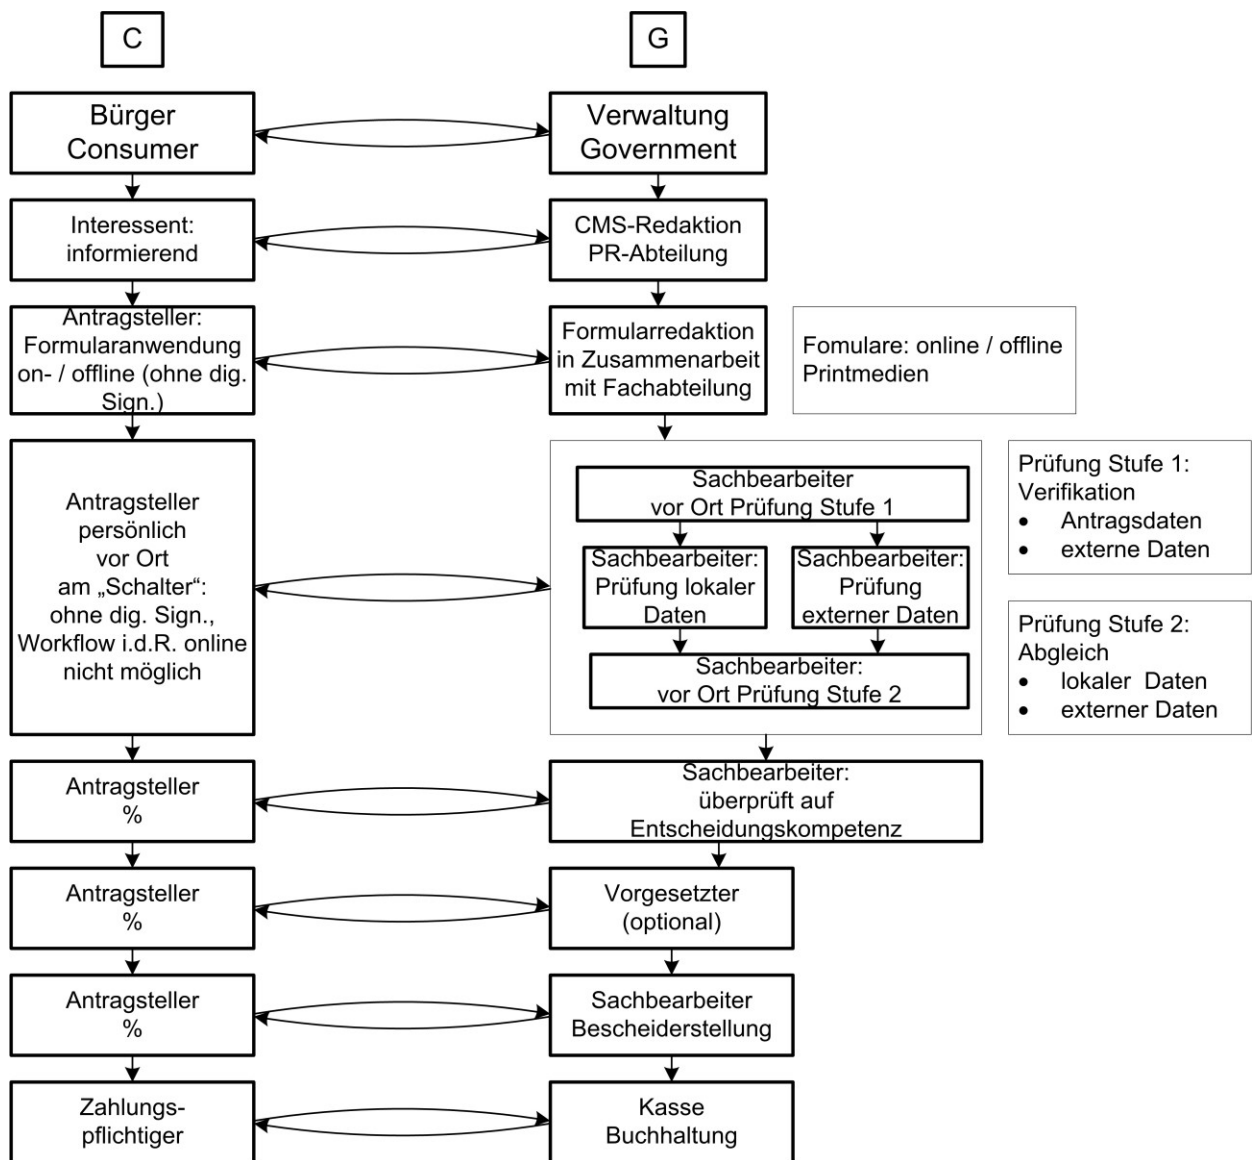 C
G
Bürger
Consumer
Verwaltung
Government
Interessent:
informierend
CMS-Redaktion
PR-Abteilung
Antragsteller:
Formularanwendung
on- / offline (ohne dig.
Sign.)
Formularredaktion
in Zusammenarbeit
mit Fachabteilung
Fomulare: online / offline
Printmedien
Antragsteller
persönlich
vor Ort
am „Schalter“:
ohne dig. Sign.,
Workflow i.d.R. online
nicht möglich
Sachbearbeiter
vor Ort Prüfung Stufe 1
Sachbearbeiter:
Prüfung lokaler
Daten
Sachbearbeiter:
Prüfung
externer Daten
Sachbearbeiter:
vor Ort Prüfung Stufe 2
Prüfung Stufe 1:
Verifikation
• Antragsdaten
• externe Daten
Prüfung Stufe 2:
Abgleich
• lokaler Daten
• externer Daten
Antragsteller
%
Sachbearbeiter:
überprüft auf
Entscheidungskompetenz
Antragsteller
%
Vorgesetzter
(optional)
Antragsteller
%
Sachbearbeiter
Bescheiderstellung
Zahlungs-
pflichtiger
Kasse
Buchhaltung